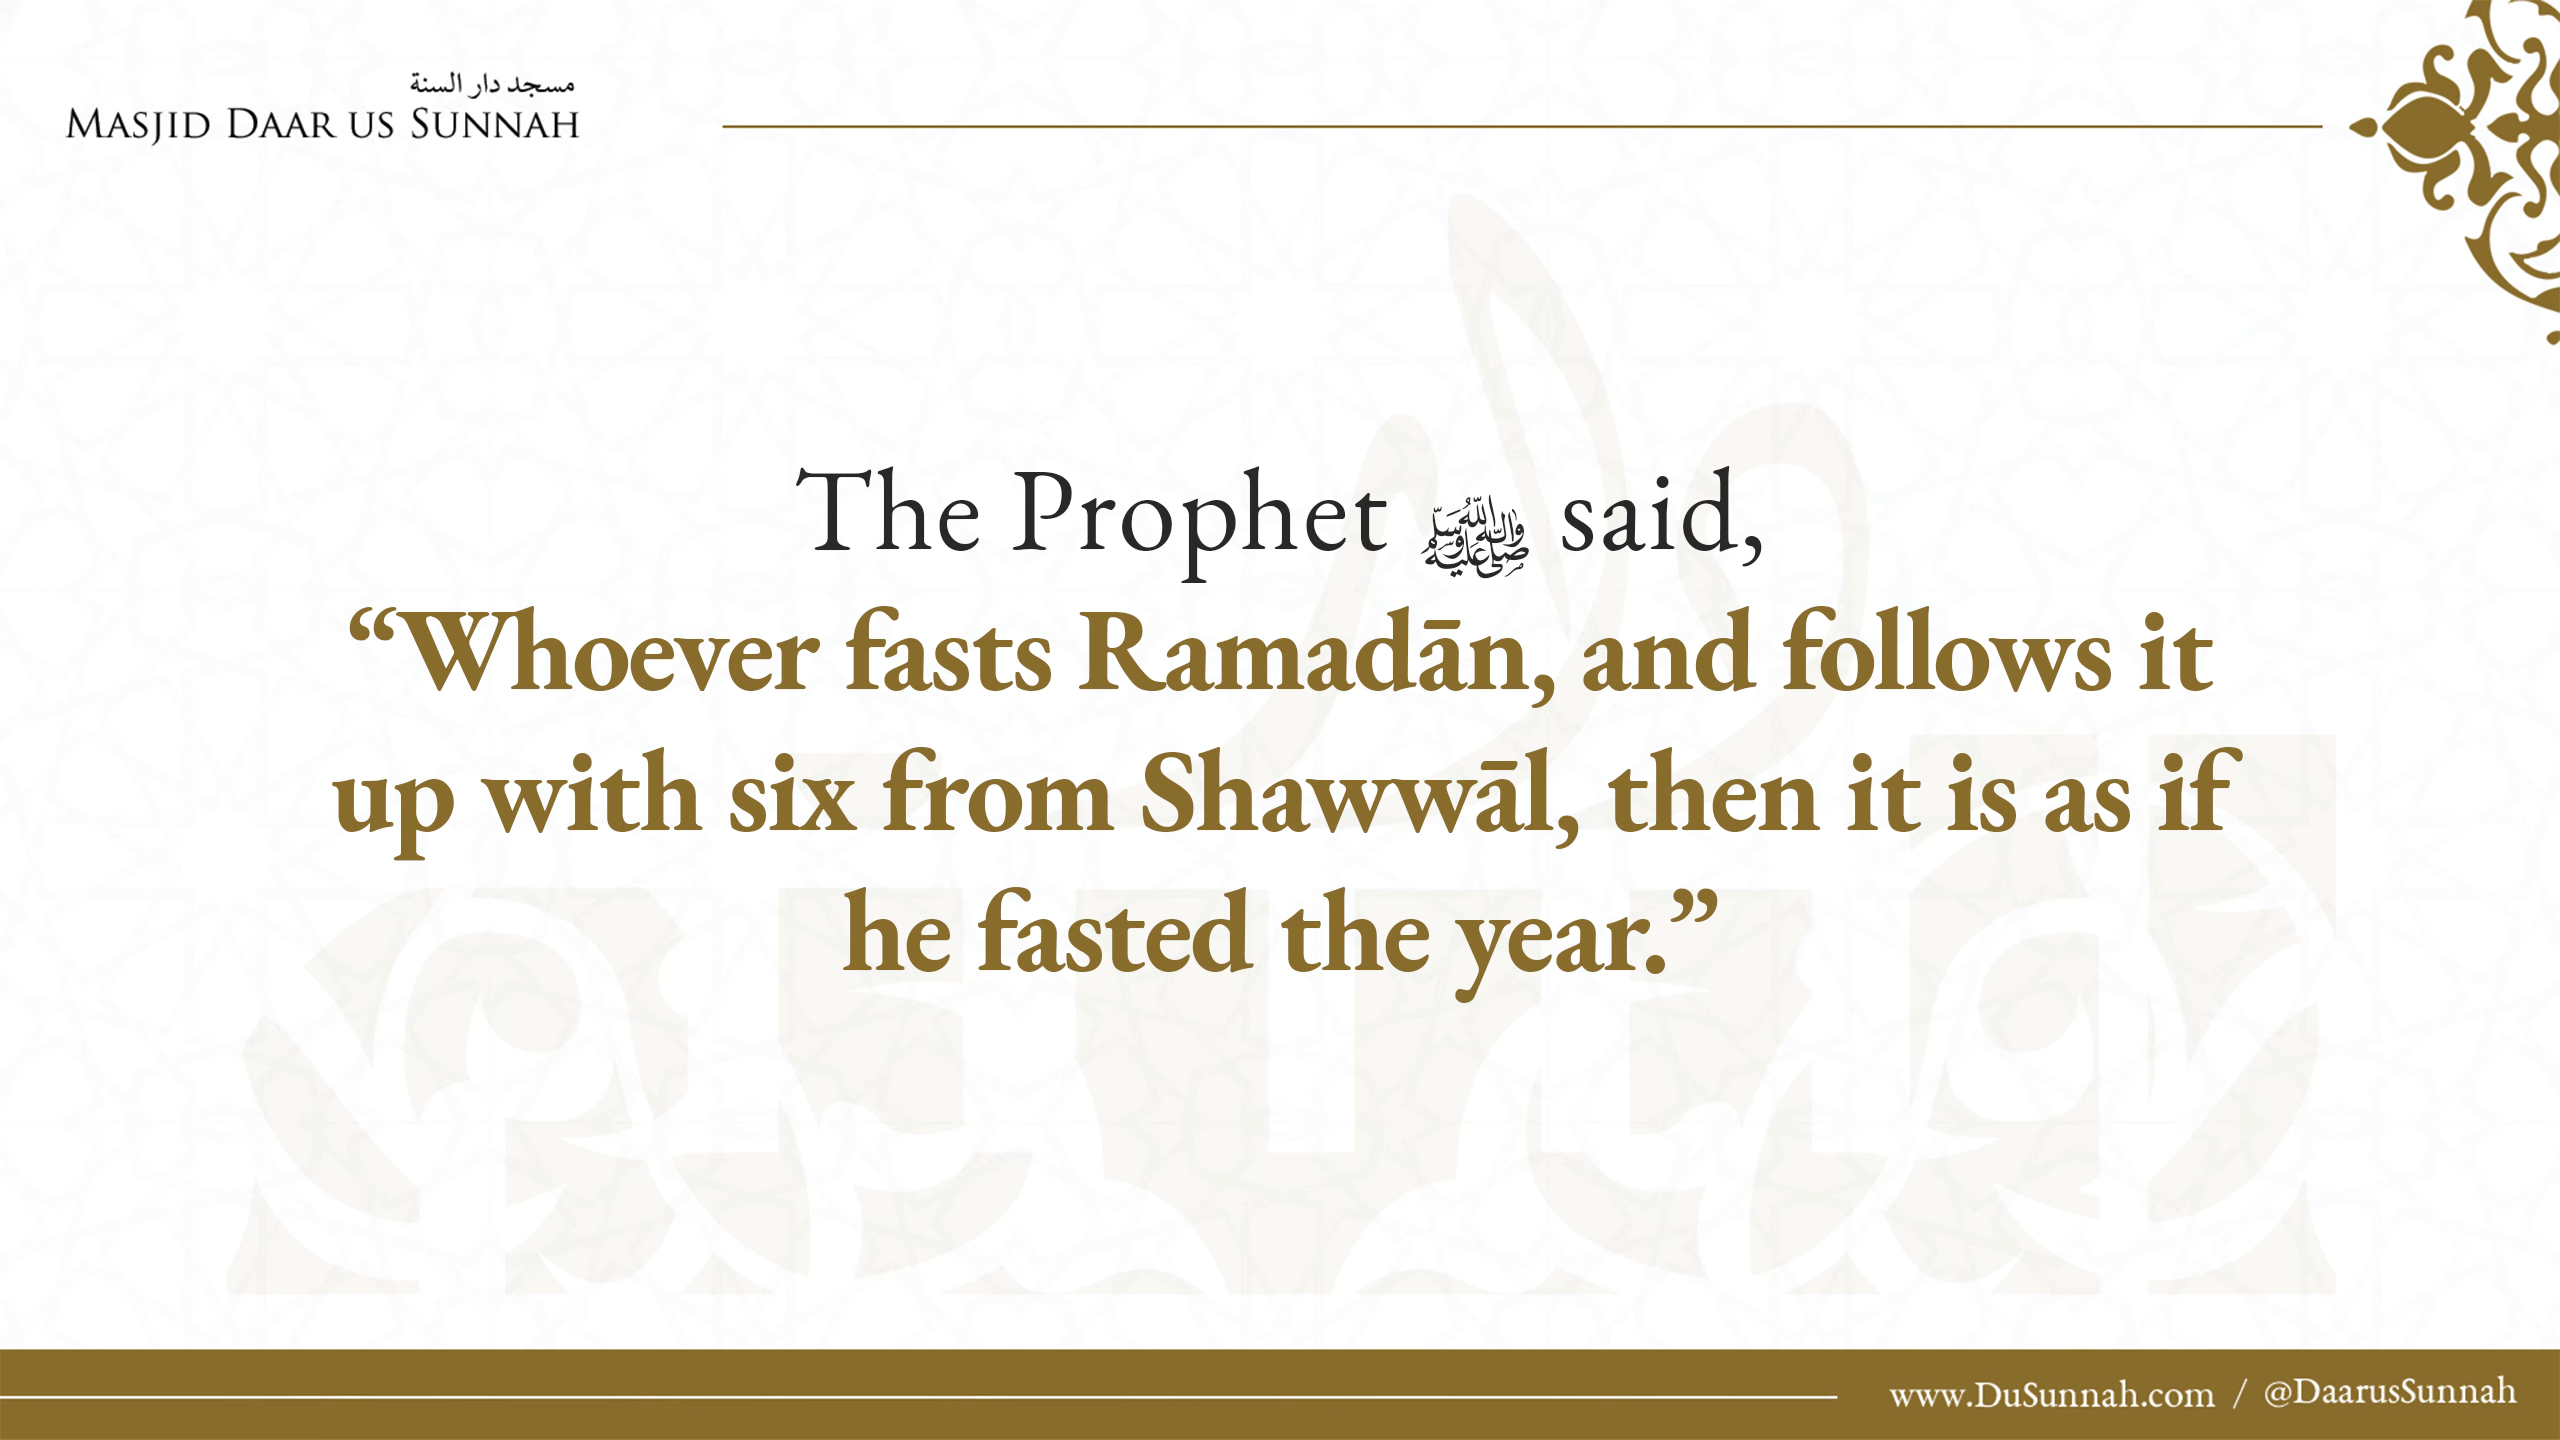 مسجد دار السنة
MASJID DAAR US SUNNAH
The Prophet ﷺ said,
“Whoever fasts Ramadān, and follows it
up with six from Shawwāl, then it is as if
he fasted the year.”
www.DuSunnah.com / @DaarusSunnah